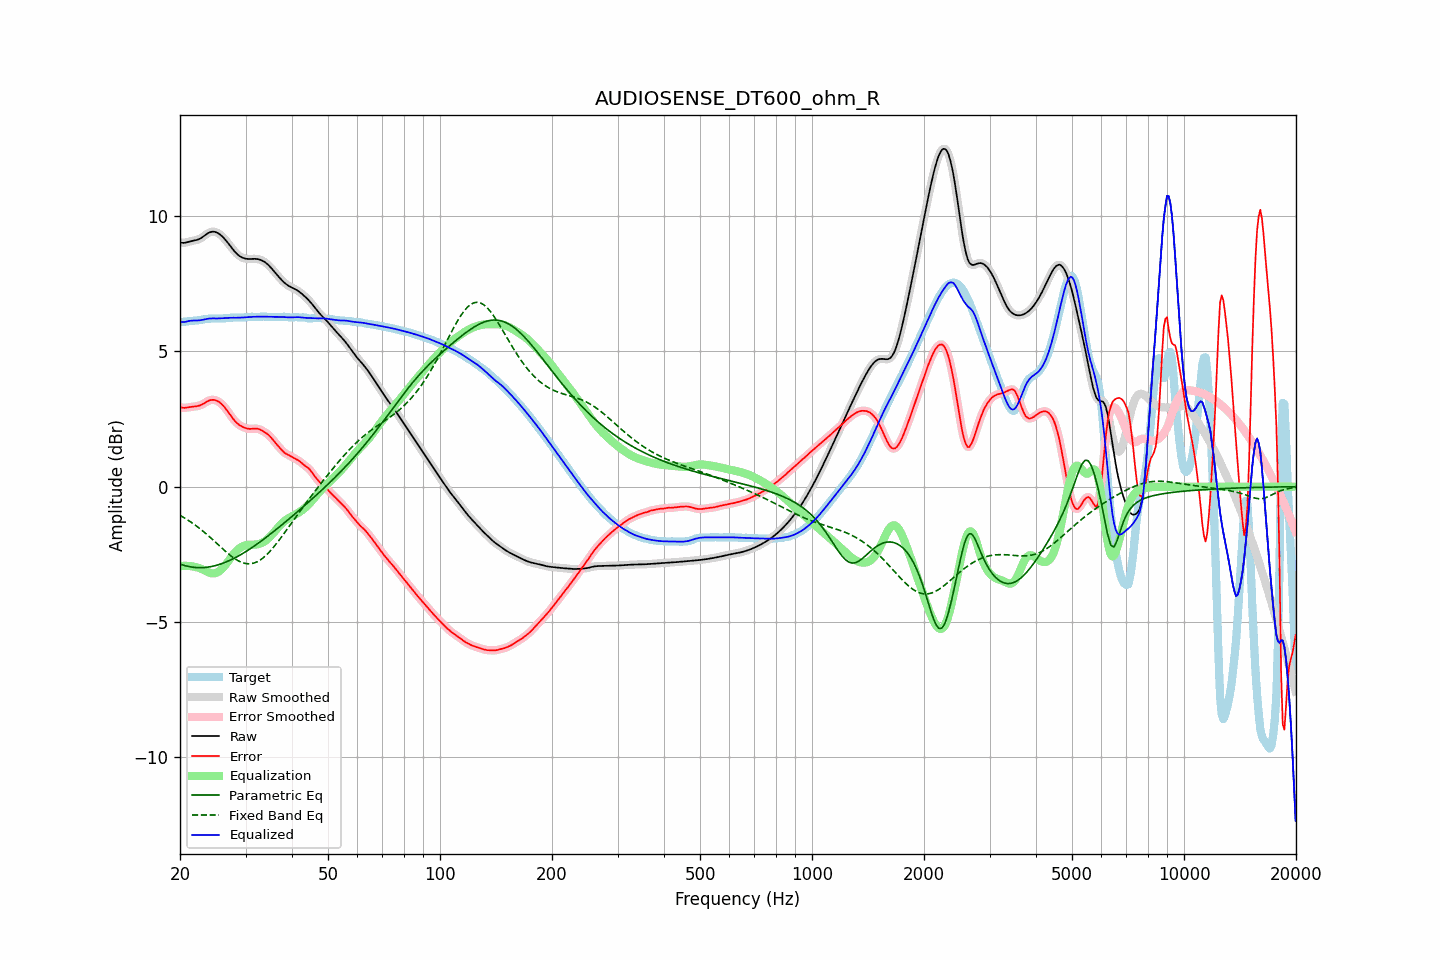 AUDIOSENSE_DT600_ohm_R
Amplitude (dBr)
10
5
0
−5
−10
Target
Raw Smoothed
Error Smoothed
Raw
Error
Equalization
Parametric Eq
Fixed Band Eq
Equalized
20
50
100
200
500
1000
2000
5000
10000
20000
Frequency (Hz)